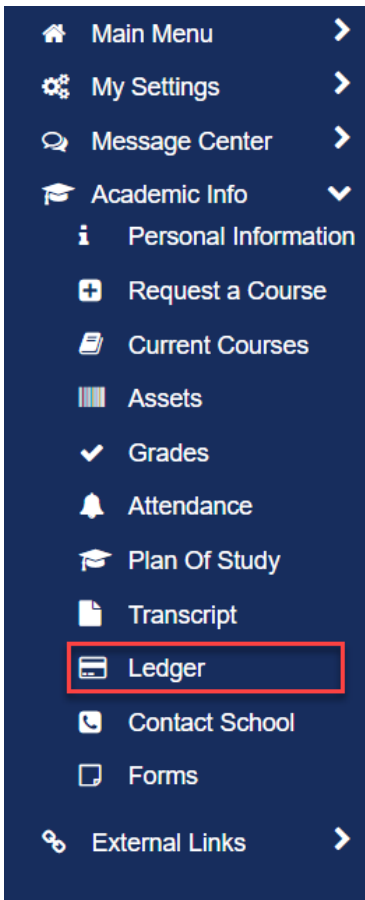 Main Menu
My Settings
Message Center
Academic Info
Personal Information
Request a Course
Current Courses
Assets
Grades
Attendance
Plan Of Study
Transcript
Ledger
Contact School
Forms
External Links